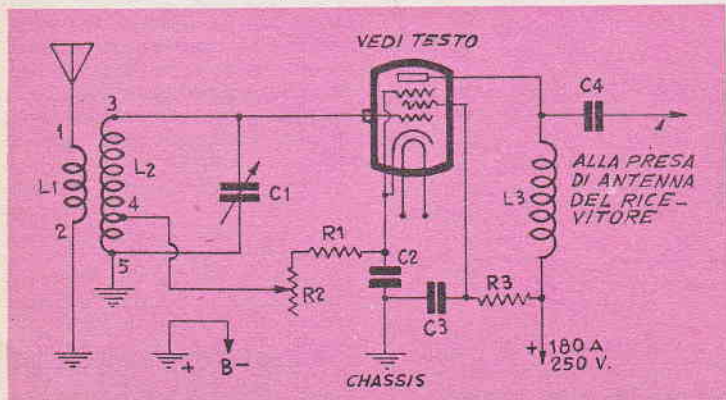 VEDI TESTO
C4
1
3
L1
L2
4
C1
2
5
R1
R2
C2
C3
R3
L3
ALLA PRESA
DI ANTENNA
DEL RICE-
VITORE
+ B-
CHASSIS
+ 180 A
250 V.